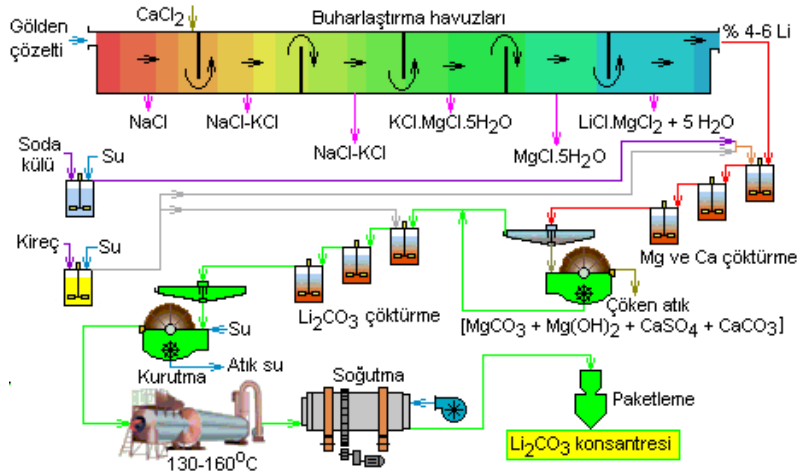 CaCl2
Buharlaştırma havuzları
Gölden
çözelti
% 4-6 Li
NaCl
NaCl-KCl
NaCl-KCl
KCl.MgCl.5H2O
MgCl.5H2O
LiCl.MgCl2 + 5 H2O
Soda
külü
Su
Kireç
Su
Mg ve Ca çöktürme
Li2CO3 çöktürme
Çöken atık
[MgCO3 + Mg(OH)2 + CaSO4 + CaCO3]
Su
Atık su
Kurutma
130-160°C
Soğutma
Paketleme
Li2CO3 konsantresi